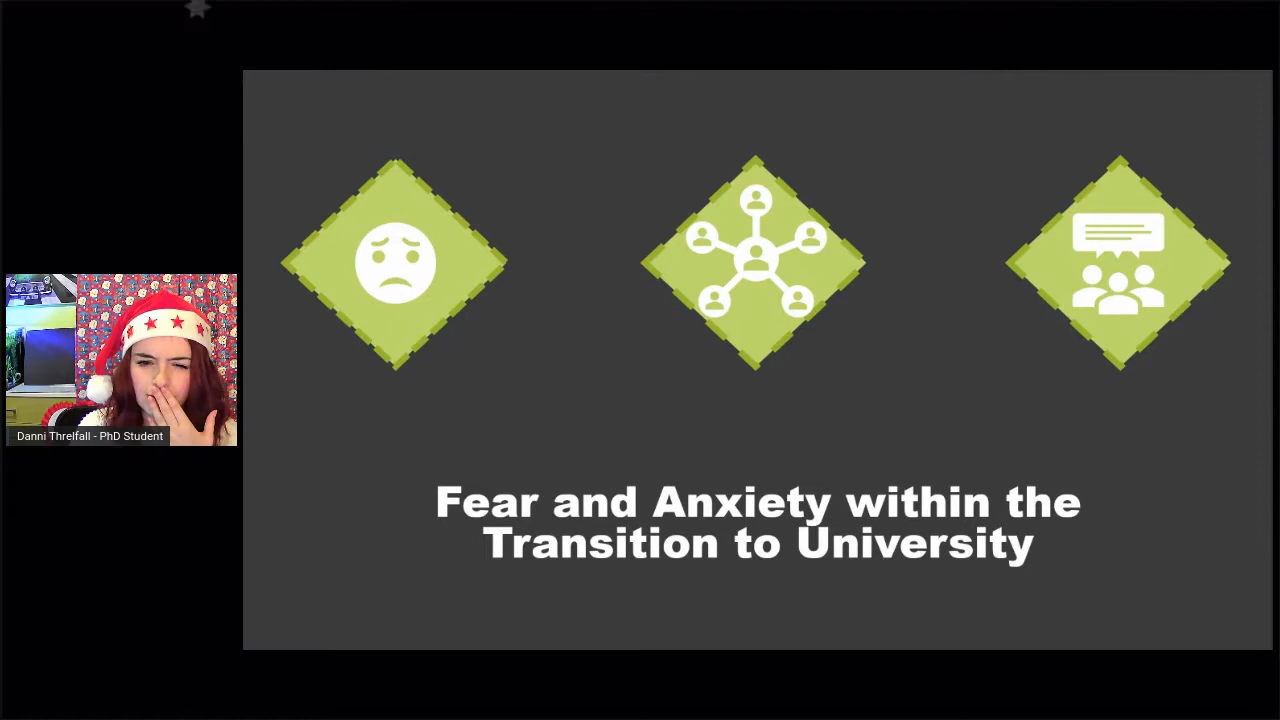 Danni Threlfall - PhD Student
Fear and Anxiety within the
Transition to University